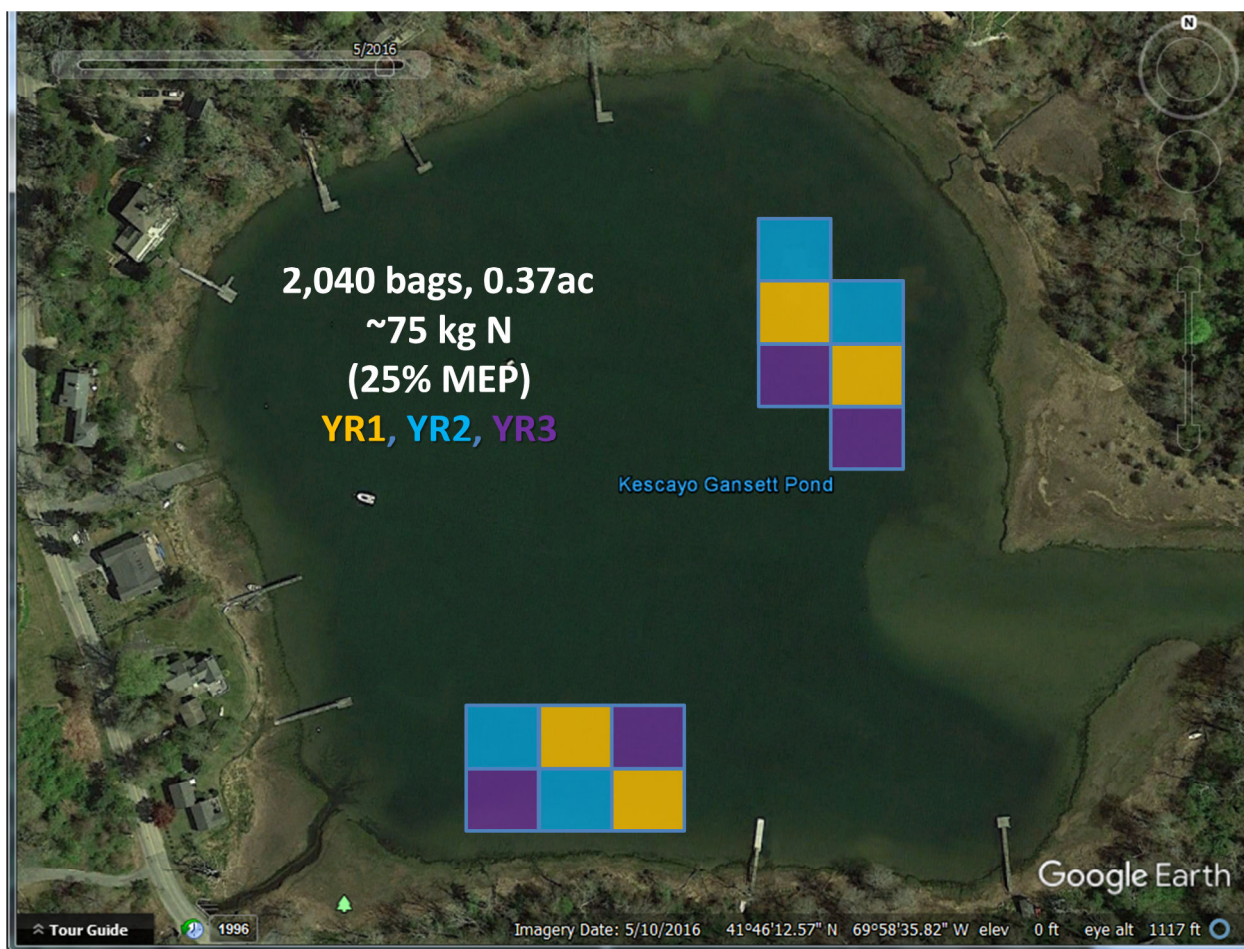 5/2016
N
2,040 bags, 0.37ac
~75 kg N
(25% MEP)
YR1, YR2, YR3
Kescayo Gansett Pond
Google Earth
Tour Guide
1996
Imagery Date: 5/10/2016 41°46'12.57" N 69°58'35.82" W elev 0 ft eye alt 1117 ft